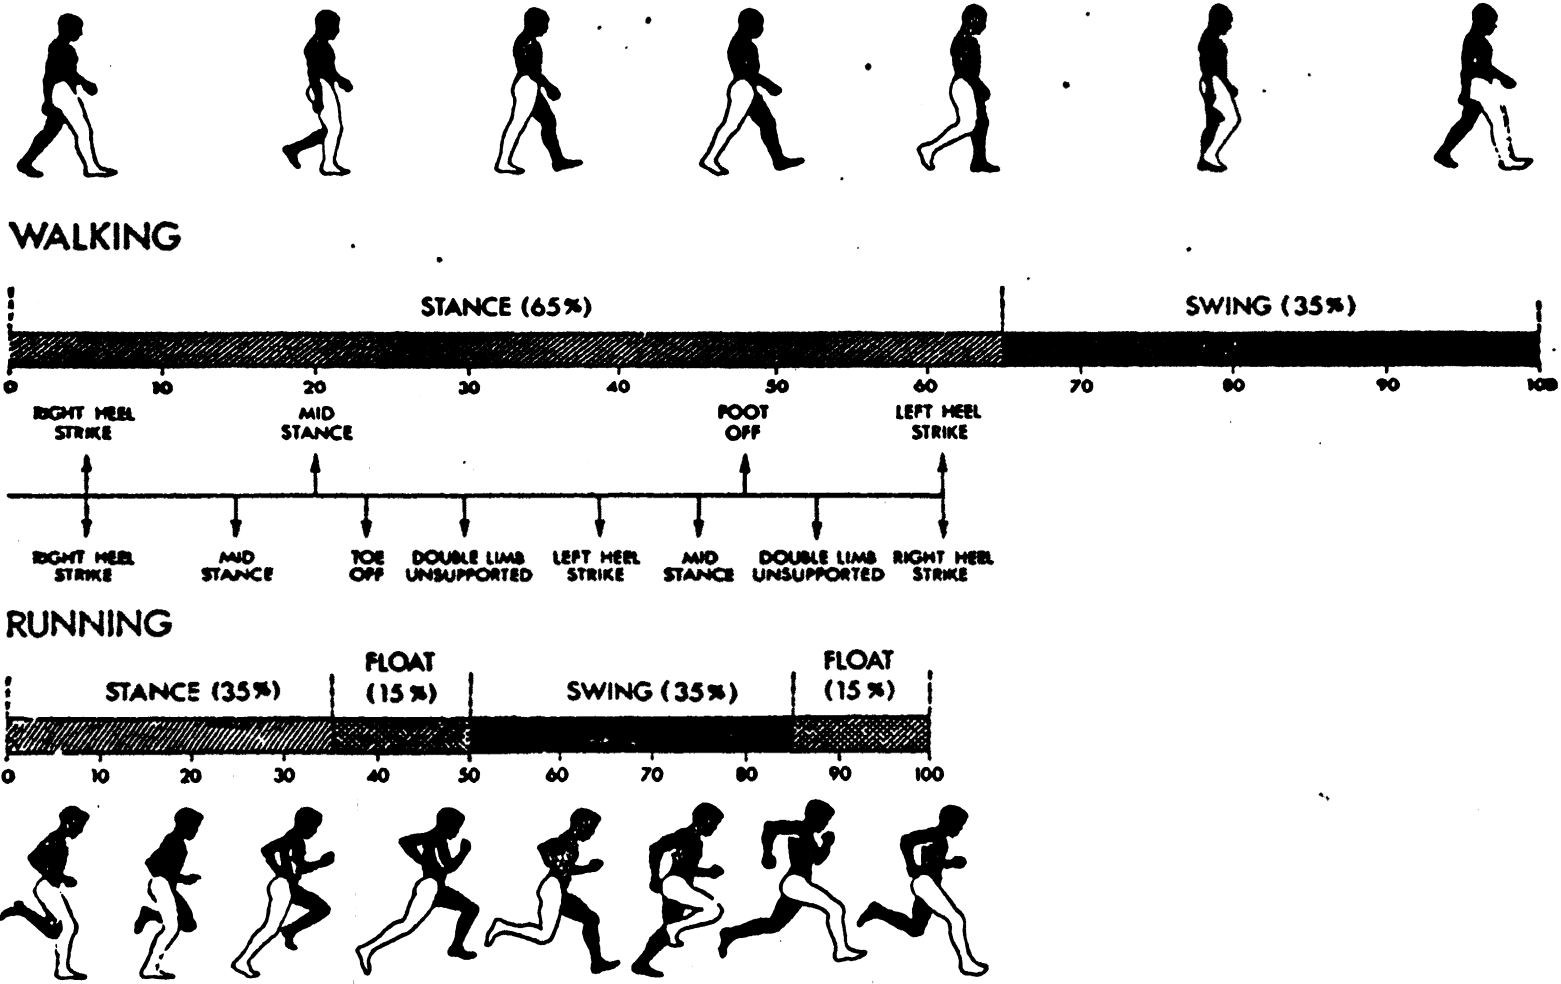 WALKING
STANCE (65%)
SWING (35%)
0 10 20 30 40 50 60 70 80 90 100
RIGHT HEEL
STRIKE
MID
STANCE
FOOT
OFF
LEFT HEEL
STRIKE
RIGHT HEEL
STRIKE
MID
STANCE
TOE
OFF
DOUBLE LIMB
UNSUPPORTED
LEFT HEEL
STRIKE
MID
STANCE
DOUBLE LIMB
UNSUPPORTED
RIGHT HEEL
STRIKE
RUNNING
STANCE (35%)
FLOAT
(15%)
SWING (35%)
FLOAT
(15%)
0 10 20 30 40 50 60 70 80 90 100